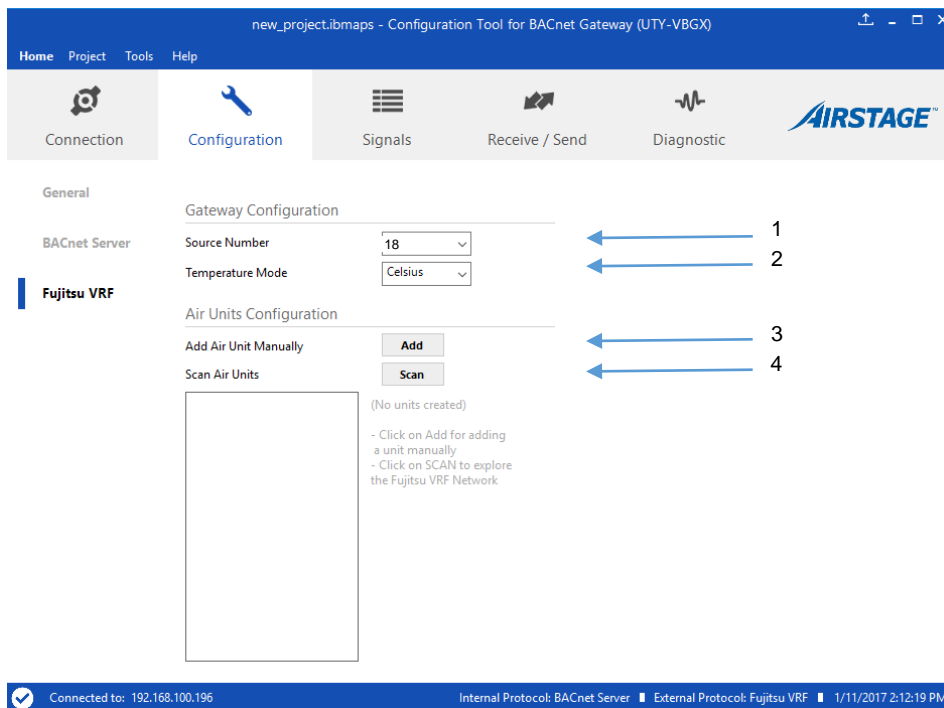 new_project.ibmaps - Configuration Tool for BACnet Gateway (UTY-VBGX)
Home Project Tools Help
Connection Configuration Signals Receive / Send Diagnostic
AIRSTAGE™
General
Gateway Configuration
BACnet Server
Source Number 18 1
Temperature Mode Celsius 2
Fujitsu VRF
Air Units Configuration
Add Air Unit Manually Add 3
Scan Air Units Scan 4
(No units created)
- Click on Add for adding
a unit manually
- Click on SCAN to explore
the Fujitsu VRF Network
Connected to: 192.168.100.196 Internal Protocol: BACnet Server External Protocol: Fujitsu VRF 1/11/2017 2:12:19 PM